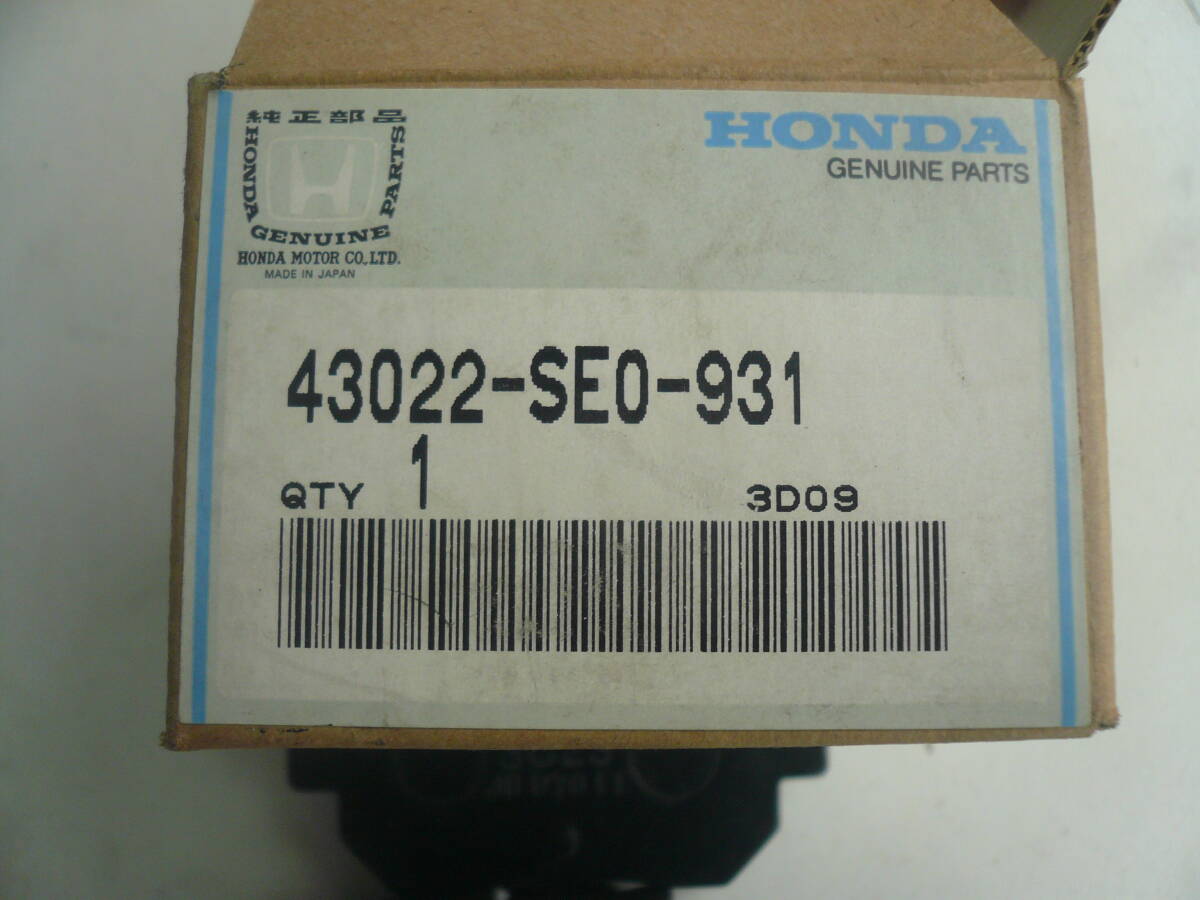 純正部品
HONDA GENUINE PARTS
HONDA MOTOR CO.,LTD.
MADE IN JAPAN
HONDA
GENUINE PARTS
43022-SE0-931
QTY 1 3D09